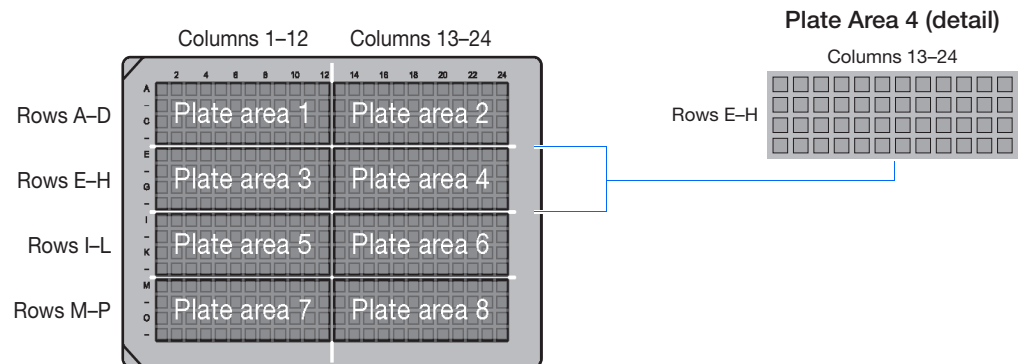 Plate Area 4 (detail)
Columns 1–12 Columns 13–24
Columns 13–24
2 4 6 8 10 12 14 16 18 20 22 24
A
–
C
–
E
–
G
–
I
–
K
–
M
–
O
–
Rows A–D
Plate area 1 Plate area 2
Rows E–H
Rows E–H
Plate area 3 Plate area 4
Rows I–L
Plate area 5 Plate area 6
Rows M–P
Plate area 7 Plate area 8